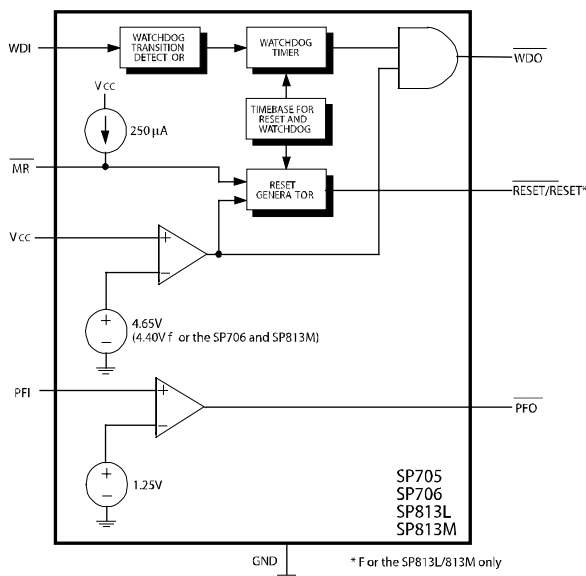 WDI
WATCHDOG
TRANSITION
DETECT OR
WATCHDOG
TIMER
WDO
VCC
250 µA
TIMEBASE FOR
RESET AND
WATCHDOG
MR
RESET
GENERA TOR
RESET/RESET*
VCC
+
−
+
−
4.65V
(4.40V f or the SP706 and SP813M)
PFI
+
−
PFO
+
−
1.25V
SP705
SP706
SP813L
SP813M
GND
* F or the SP813L/813M only